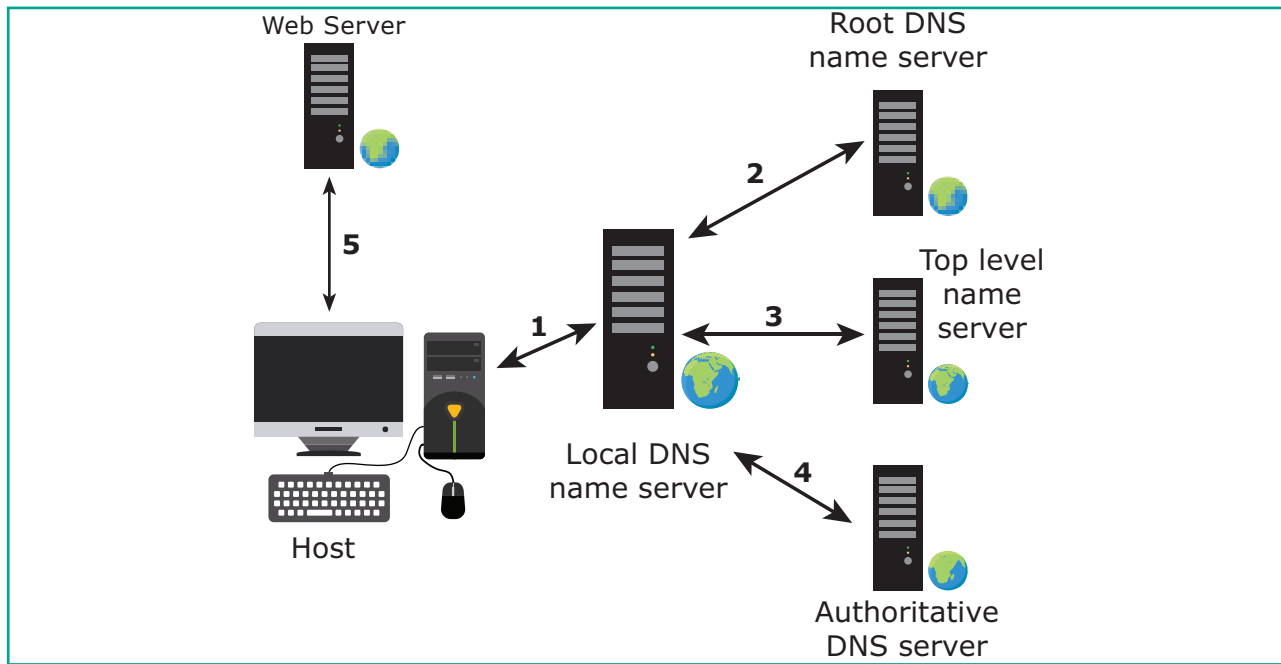 Web Server
Root DNS
name server
2
5
Top level
name
server
1
3
Local DNS
name server
4
Host
Authoritative
DNS server